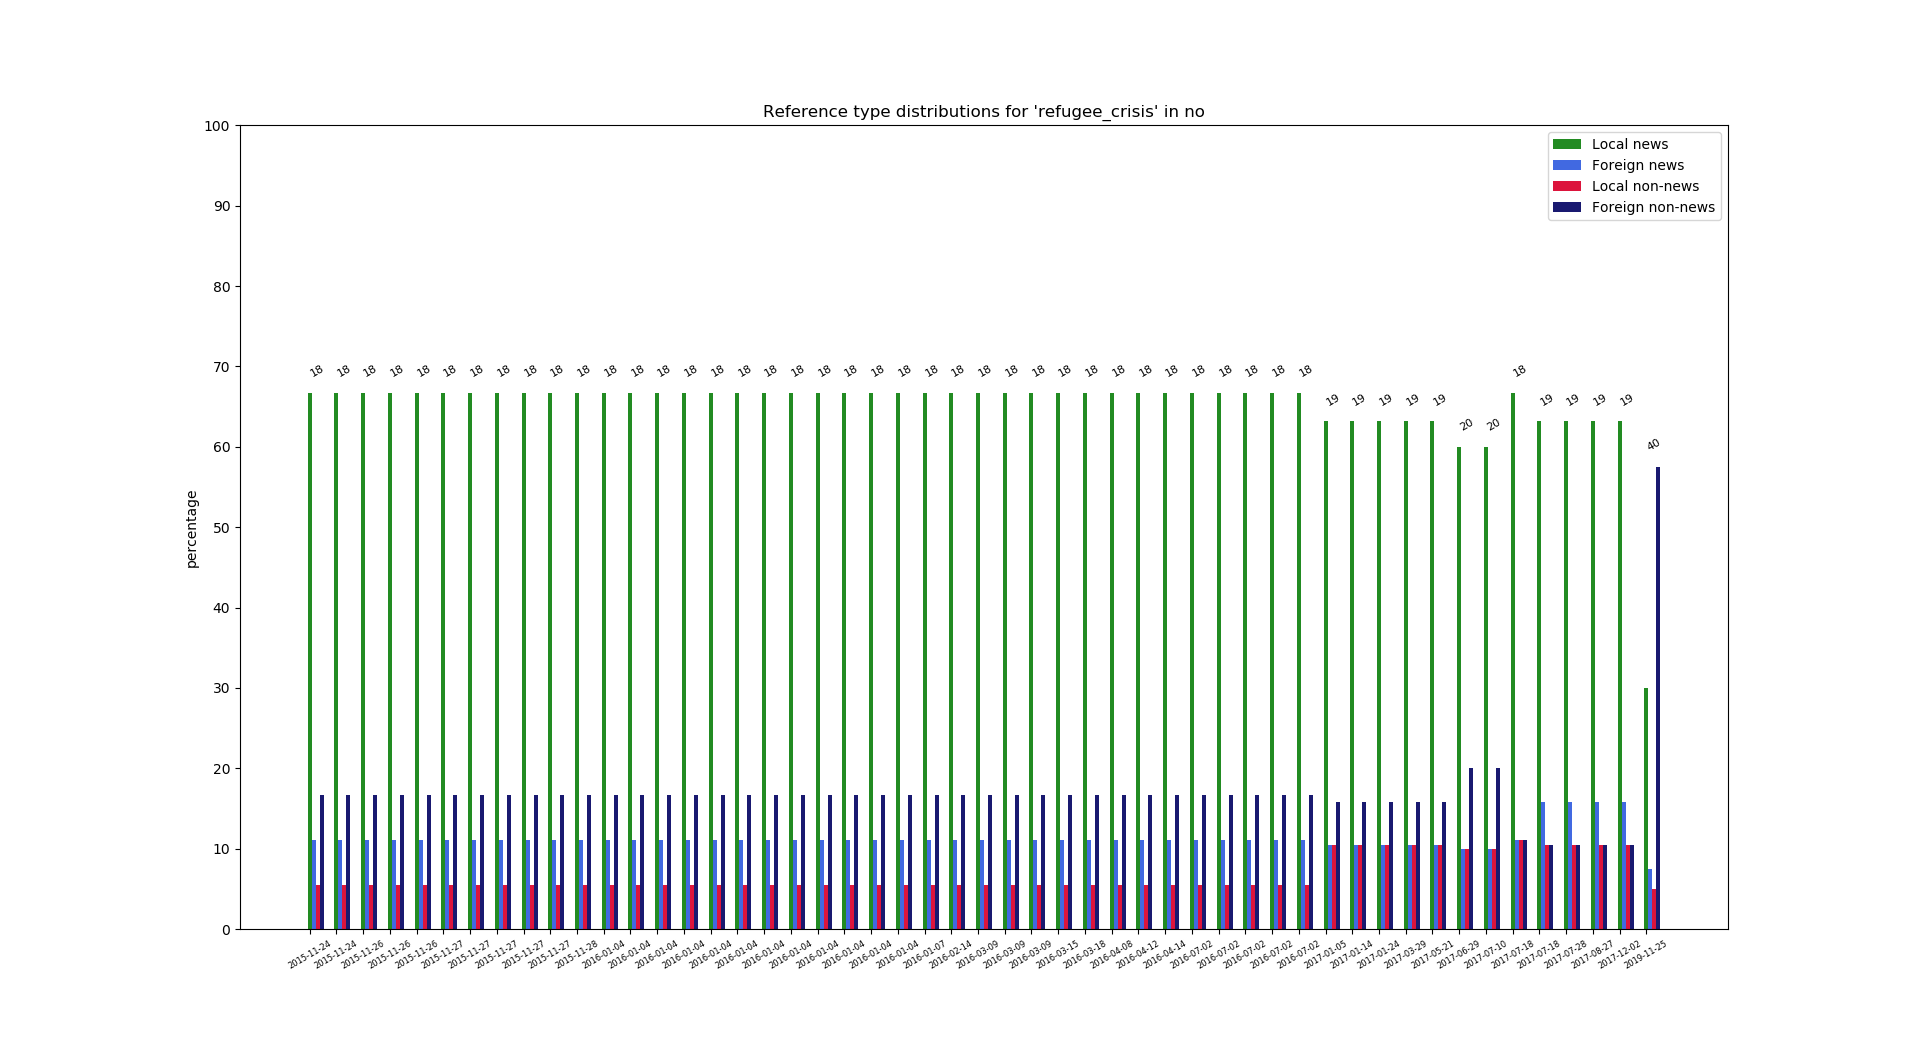 Reference type distributions for 'refugee_crisis' in no
Local news
Foreign news
Local non-news
Foreign non-news
percentage
100
90
80
70
60
50
40
30
20
10
0
18 18 18 18 18 18 18 18 18 18 18 18 18 18 18 18 18 18 18 18 18 18 18 18 18 18 18 18 18 18 18 18 18 18 18 18 18 18 19 19 19 19 19 20 20 18 19 19 19 19 40
2015-11-24 2015-11-24 2015-11-26 2015-11-26 2015-11-26 2015-11-27 2015-11-27 2015-11-27 2015-11-27 2015-11-27 2015-11-28 2016-01-04 2016-01-04 2016-01-04 2016-01-04 2016-01-04 2016-01-04 2016-01-04 2016-01-04 2016-01-04 2016-01-04 2016-01-04 2016-01-04 2016-01-07 2016-02-14 2016-03-09 2016-03-09 2016-03-09 2016-03-15 2016-03-18 2016-04-08 2016-04-12 2016-04-14 2016-07-02 2016-07-02 2016-07-02 2016-07-02 2016-07-02 2017-01-05 2017-01-14 2017-01-24 2017-03-29 2017-05-21 2017-06-29 2017-07-10 2017-07-18 2017-07-18 2017-07-28 2017-08-27 2017-12-02 2019-11-25